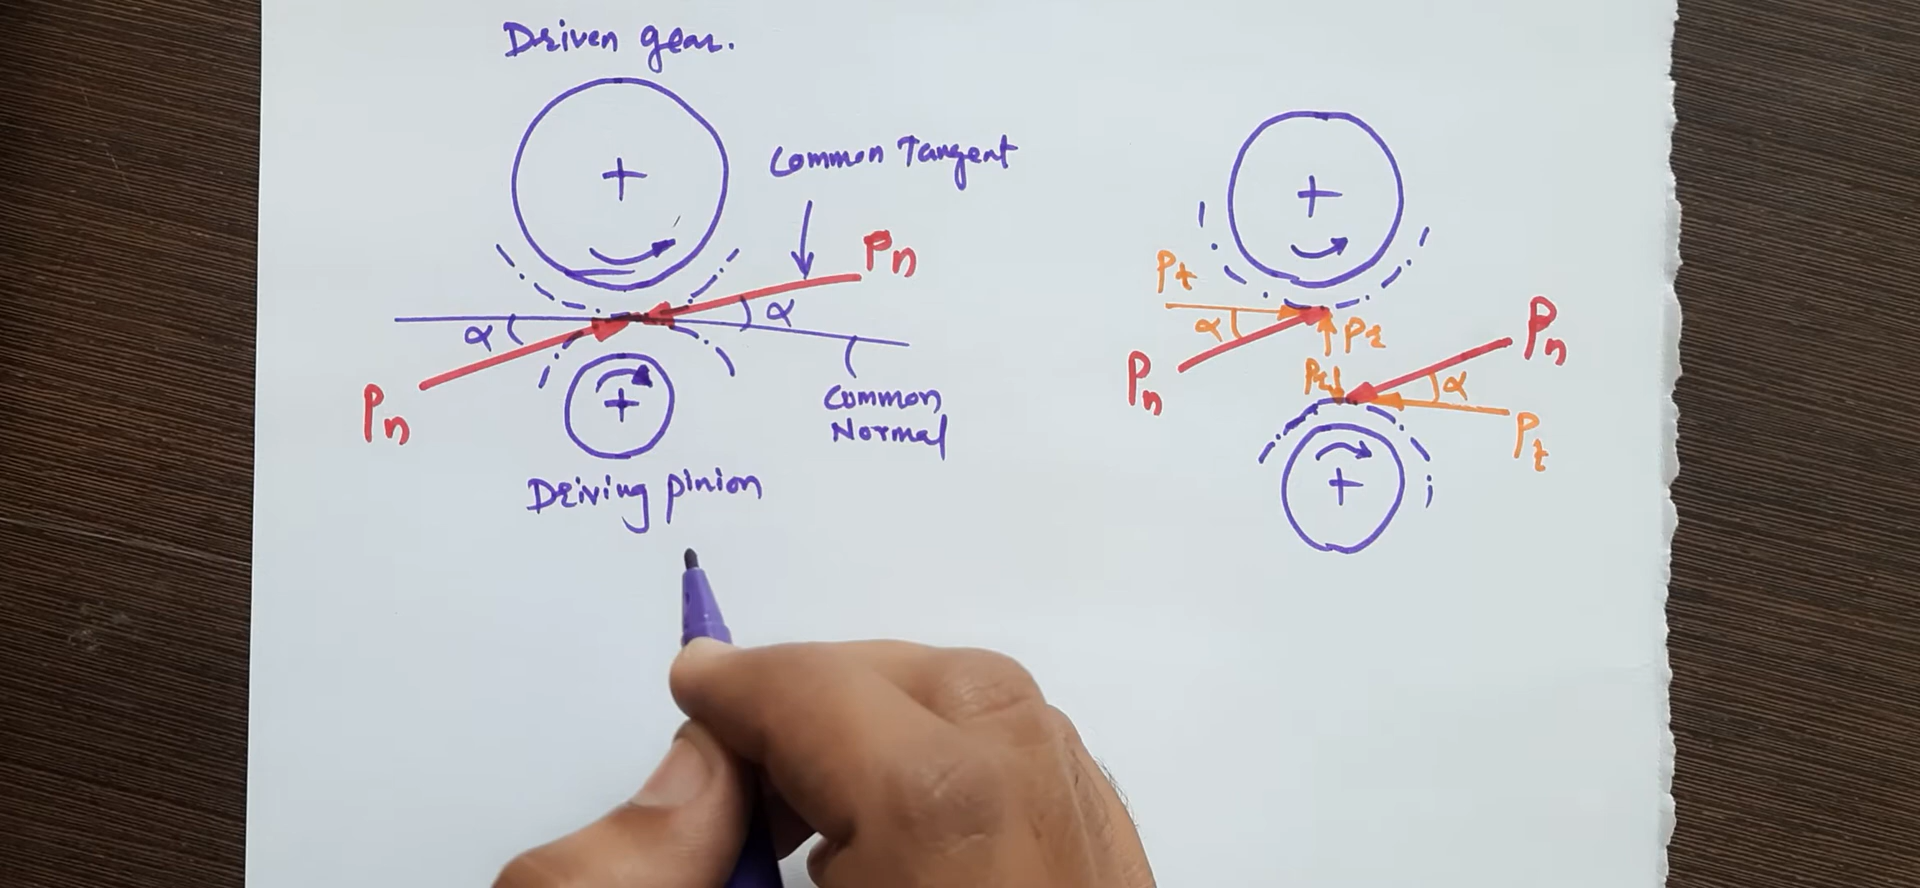 Driven gear.
Common Tangent
Pn
α
α
Pn
Common
Normal
Driving pinion
Pt
α
Pn
Pr
Pr
Pn
α
Pt